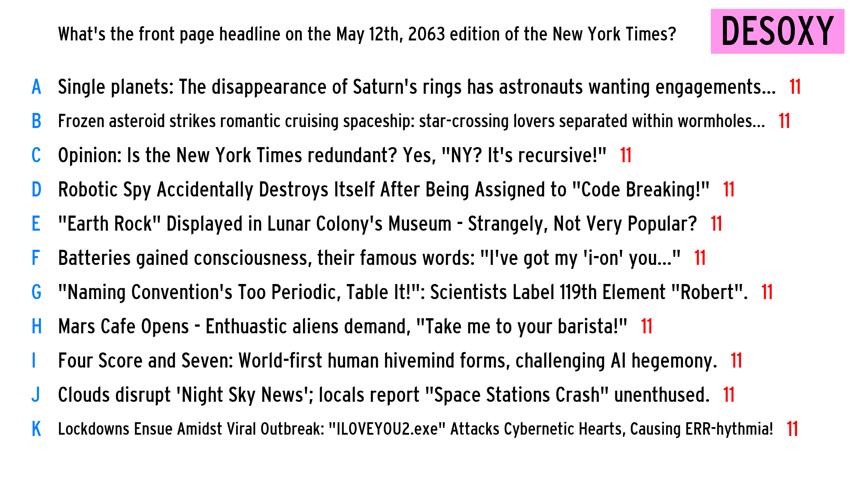 What's the front page headline on the May 12th, 2063 edition of the New York Times?
DESOXY
A Single planets: The disappearance of Saturn's rings has astronauts wanting engagements... 11
B Frozen asteroid strikes romantic cruising spaceship: star-crossing lovers separated within wormholes... 11
C Opinion: Is the New York Times redundant? Yes, "NY? It's recursive!" 11
D Robotic Spy Accidentally Destroys Itself After Being Assigned to "Code Breaking!" 11
E "Earth Rock" Displayed in Lunar Colony's Museum - Strangely, Not Very Popular? 11
F Batteries gained consciousness, their famous words: "I've got my 'i-on' you..." 11
G "Naming Convention's Too Periodic, Table It!": Scientists Label 119th Element "Robert". 11
H Mars Cafe Opens - Enthuastic aliens demand, "Take me to your barista!" 11
I Four Score and Seven: World-first human hivemind forms, challenging AI hegemony. 11
J Clouds disrupt 'Night Sky News'; locals report "Space Stations Crash" unenthused. 11
K Lockdowns Ensue Amidst Viral Outbreak: "ILOVEYOU2.exe" Attacks Cybernetic Hearts, Causing ERR-hythmia! 11